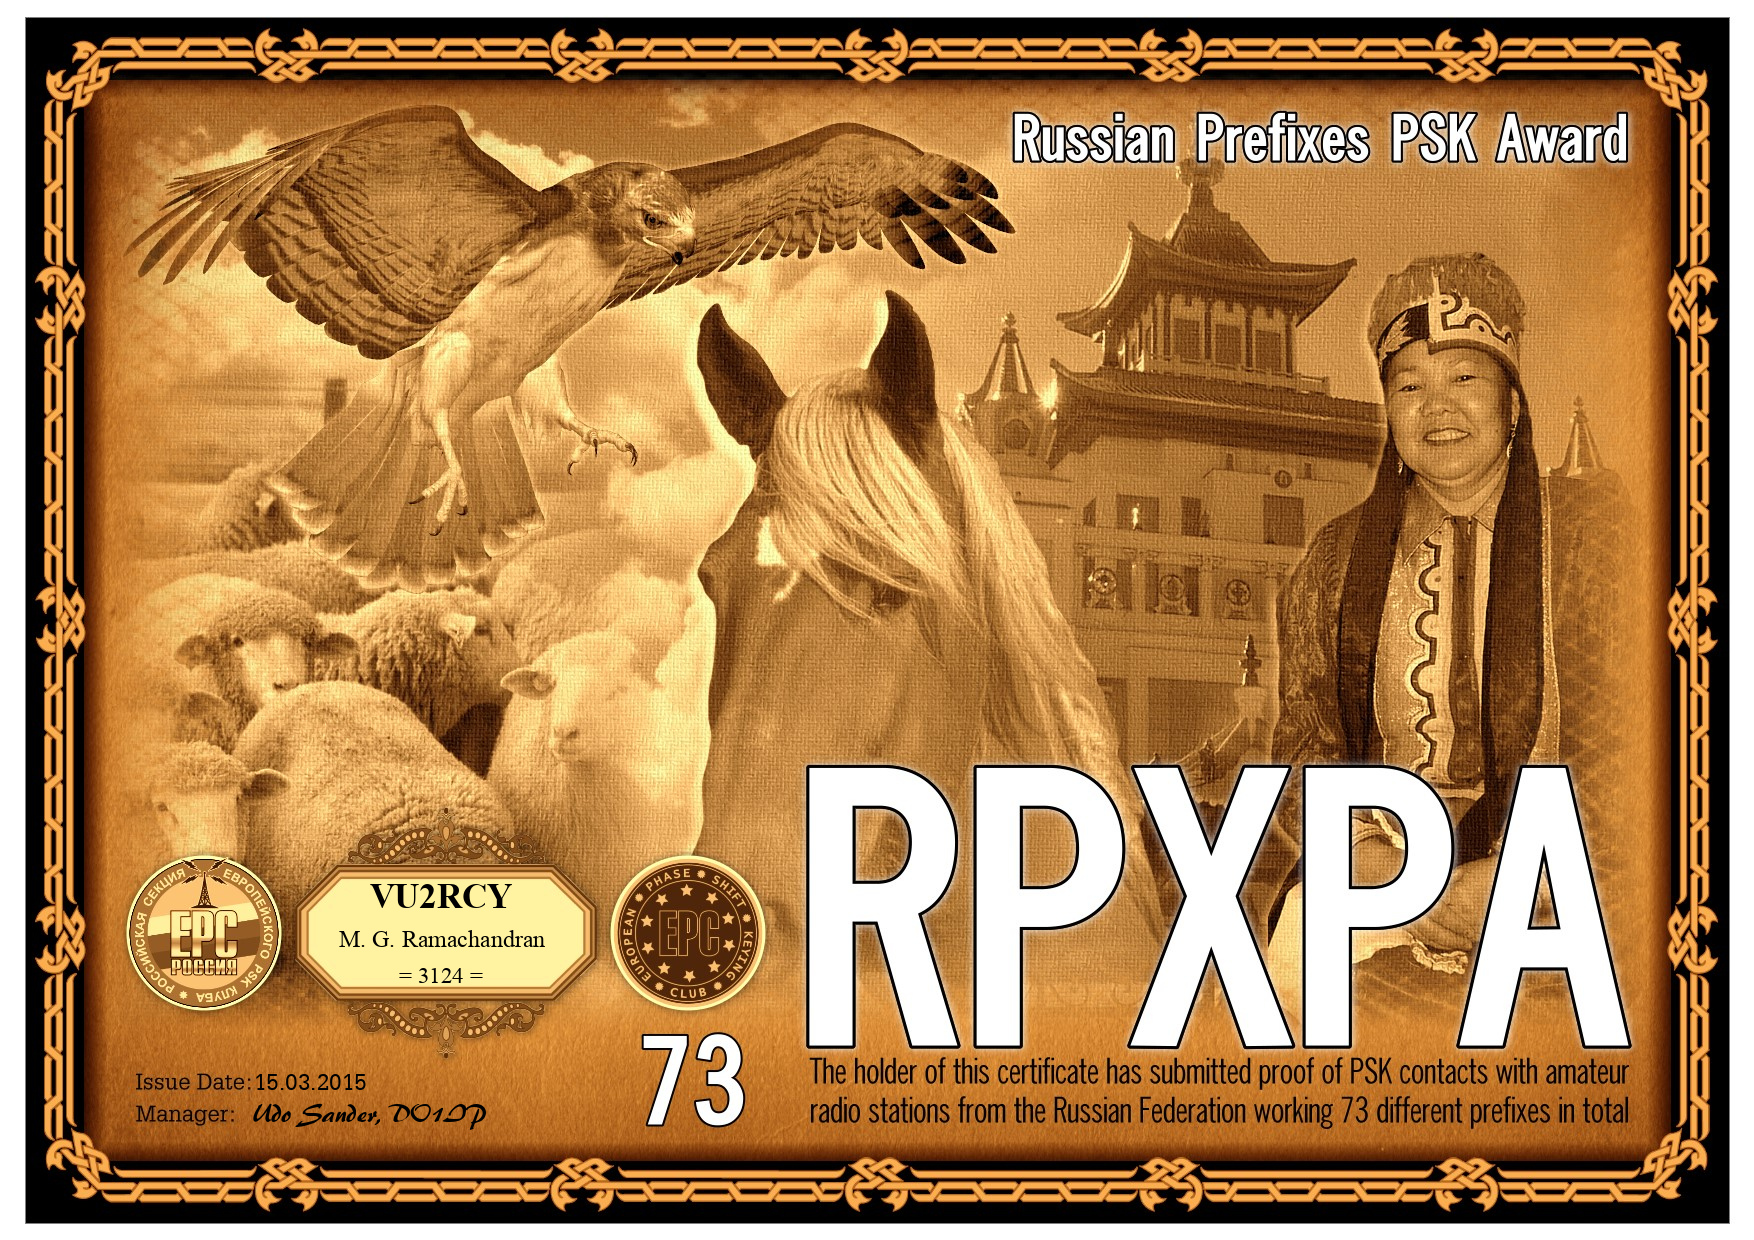 Russian Prefixes PSK Award
РОССИЙСКАЯ СЕКЦИЯ ЕВРОПЕЙСКОГО PSK КЛУБА
EPC
РОССИЯ
VU2RCY
M. G. Ramachandran
= 3124 =
EUROPEAN PHASE SHIFT KEYING CLUB
EPC
RPXPA
73
The holder of this certificate has submitted proof of PSK contacts with amateur
radio stations from the Russian Federation working 73 different prefixes in total
Issue Date: 15.03.2015
Manager: Udo Sander, DO1IP